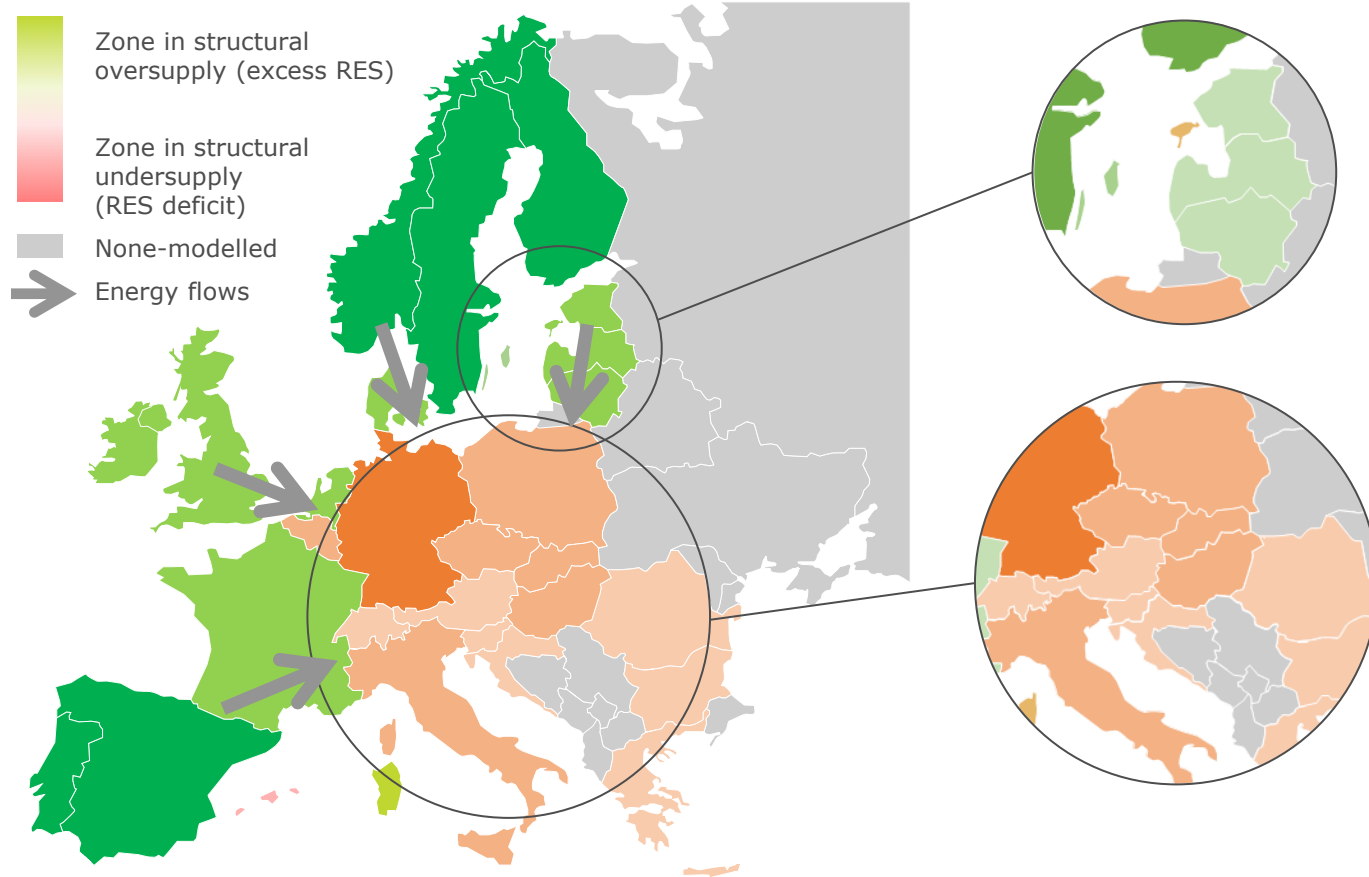 Zone in structural
oversupply (excess RES)
Zone in structural
undersupply
(RES deficit)
None-modelled
Energy flows